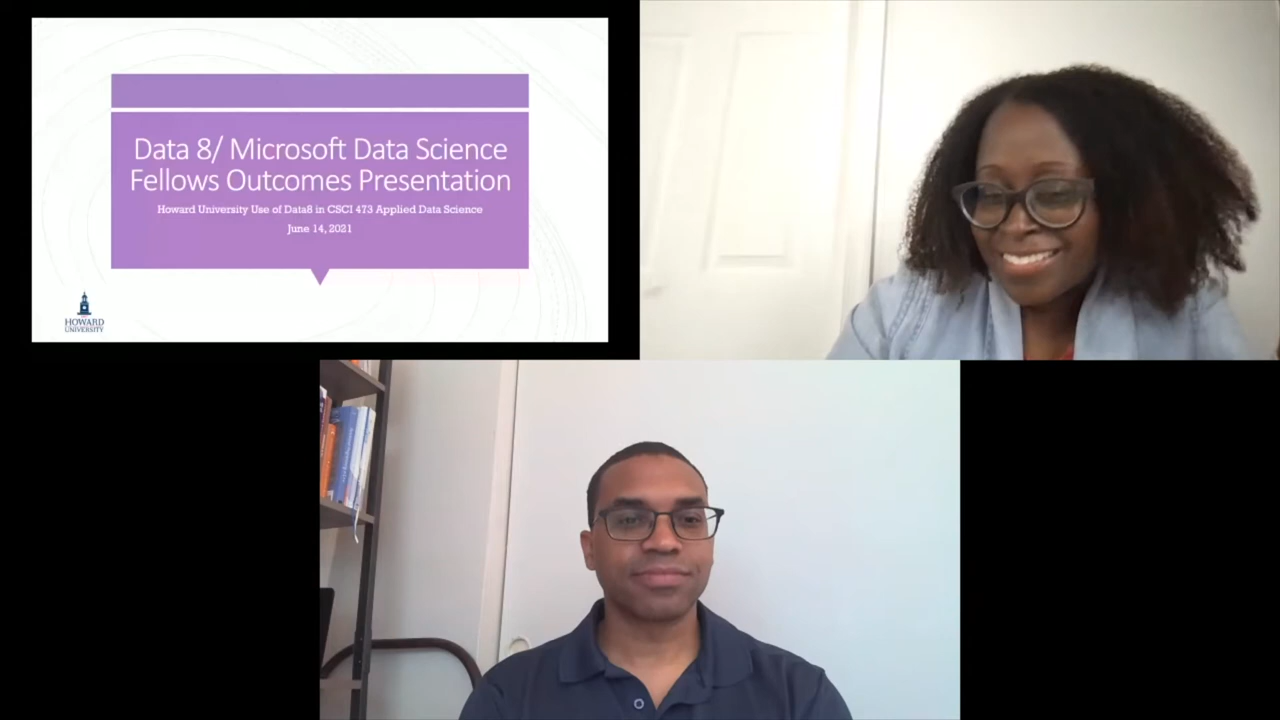 Data 8/ Microsoft Data Science
Fellows Outcomes Presentation
Howard University Use of Data8 in CSCI 473 Applied Data Science
June 14, 2021
HOWARD
UNIVERSITY